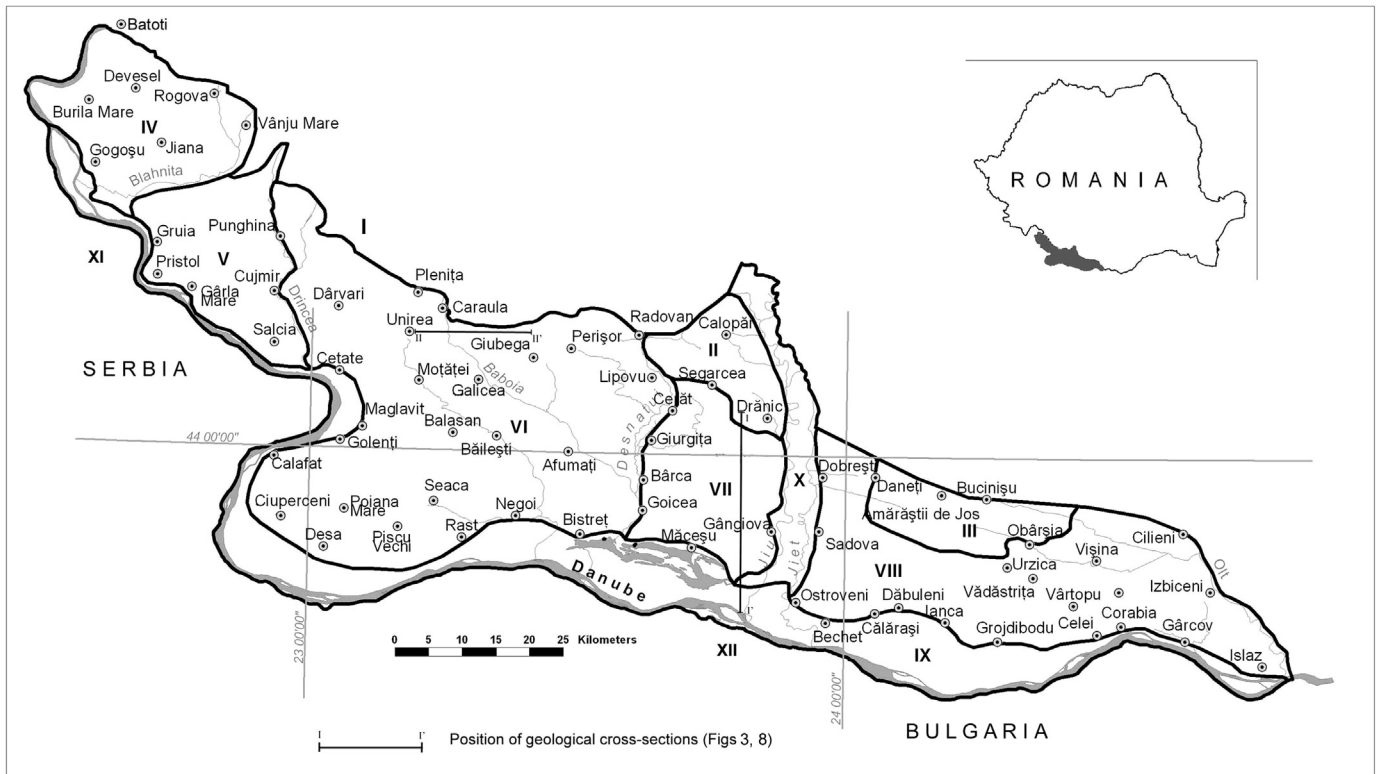 Batoti
Devesel
Rogova
Burila Mare
Vânju Mare
IV
Jiana
Gogoşu
Blahnita
ROMANIA
Punghina
I
Gruia
XI
V
Pristol
Cujmir
Plenița
Gârla
Mare
Drincea
Dârvari
Caraula
Radovan
Calopăr
Salcia
Unirea
II
II'
Giubega
Perişor
II
SERBIA
Cetate
Moțăței
Galicea
Baboia
Lipovu
Segarcea
Maglavit
Cerăt
Drănic
I
Balasan
VI
Desnatui
44 00'00"
Golenți
Băileşti
Giurgița
Calafat
Afumați
Dobreşti
Bârca
X
Daneți
Bucinişu
Ciuperceni
Poiana
Mare
Seaca
VII
Negoi
Goicea
Amărăştii de Jos
III
Obârşia
Cilieni
Desa
Piscu
Vechi
Rast
Bistreț
Gângiova
Măceşu
Jiu
Jiet
Sadova
Vişina
VIII
Urzica
Olt
Danube
Vădăstrița
Vârtopu
Izbiceni
Ostroveni
Dăbuleni
Ianca
Corabia
I'
Bechet
Călăraşi
Grojdibodu
Celei
Gârcov
0 5 10 15 20 25 Kilometers
23 00'00"
XII
IX
Islaz
24 00'00"
BULGARIA
I
I'
Position of geological cross-sections (Figs 3, 8)